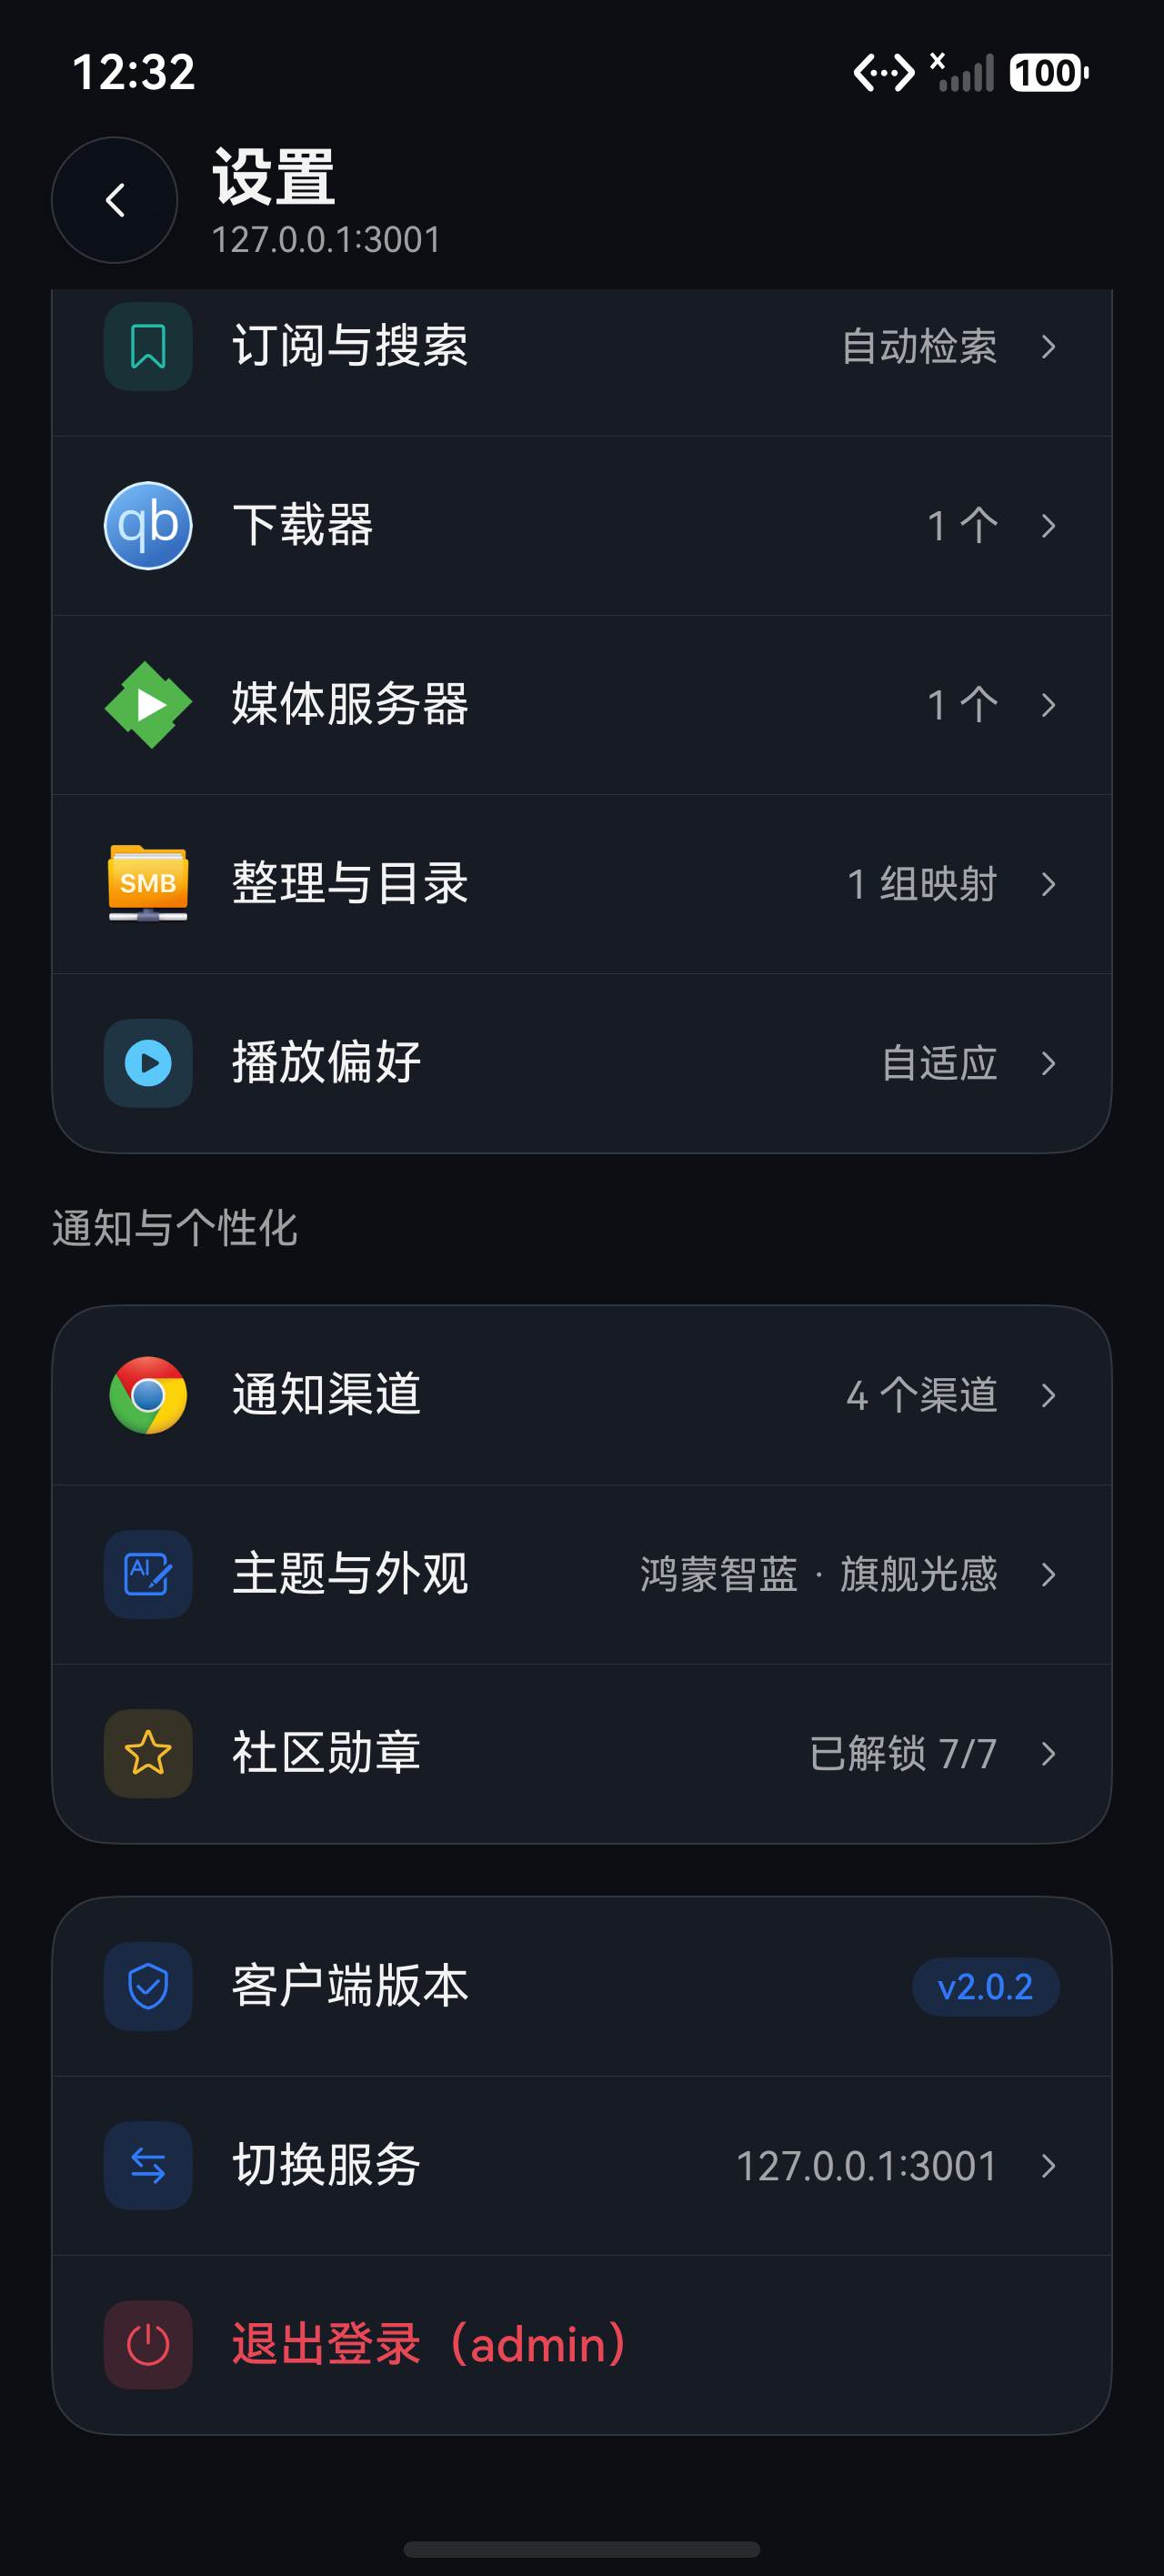 12:32
100
设置
127.0.0.1:3001
订阅与搜索 自动检索
qb 下载器 1 个
媒体服务器 1 个
SMB 整理与目录 1 组映射
播放偏好 自适应
通知与个性化
通知渠道 4 个渠道
AI 主题与外观 鸿蒙智蓝 · 旗舰光感
社区勋章 已解锁 7/7
客户端版本 v2.0.2
切换服务 127.0.0.1:3001
退出登录（admin）